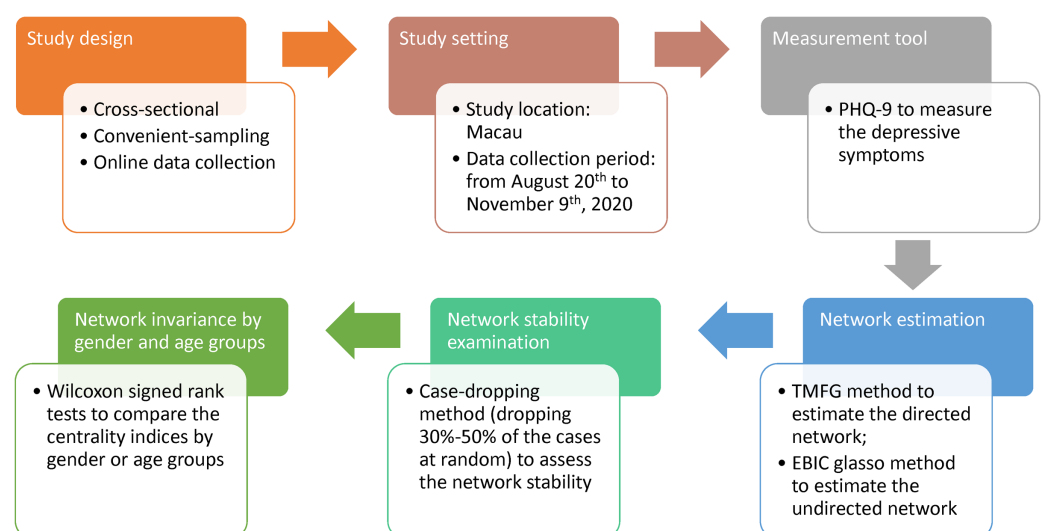 Study design
• Cross-sectional
• Convenient-sampling
• Online data collection
Study setting
• Study location:
Macau
• Data collection period:
from August 20th to
November 9th, 2020
Measurement tool
• PHQ-9 to measure
the depressive
symptoms
Network estimation
• TMFG method to
estimate the directed
network;
• EBIC glasso method
to estimate the
undirected network
Network stability
examination
• Case-dropping
method (dropping
30%-50% of the cases
at random) to assess
the network stability
Network invariance by
gender and age groups
• Wilcoxon signed rank
tests to compare the
centrality indices by
gender or age groups